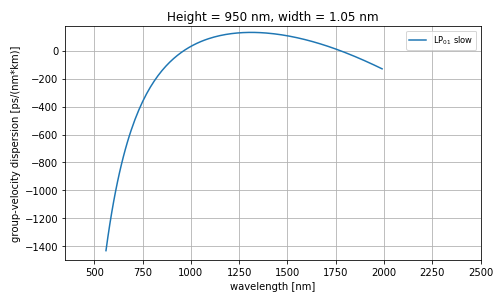 Height = 950 nm, width = 1.05 nm
LP₀₁ slow
group-velocity dispersion [ps/(nm*km)]
0
−200
−400
−600
−800
−1000
−1200
−1400
500 750 1000 1250 1500 1750 2000 2250 2500
wavelength [nm]